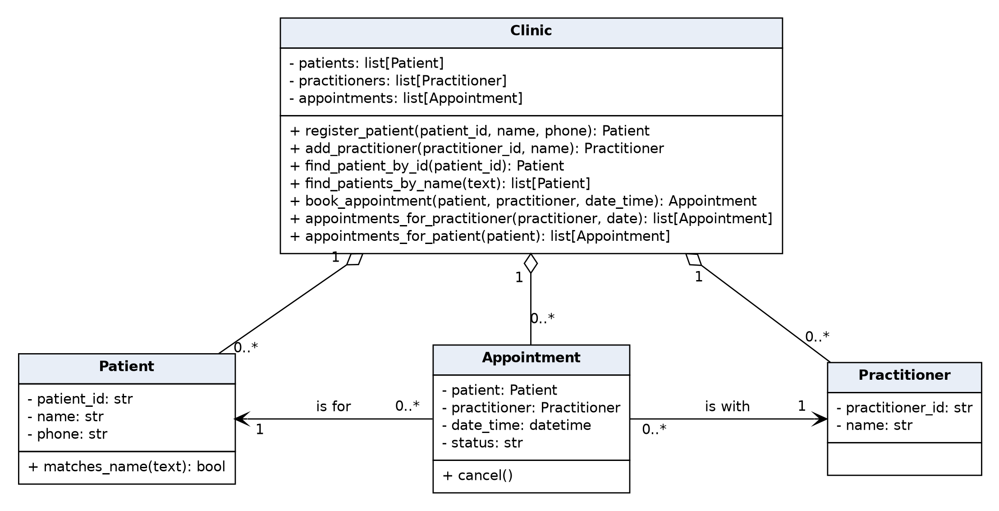 Clinic
- patients: list[Patient]
- practitioners: list[Practitioner]
- appointments: list[Appointment]
+ register_patient(patient_id, name, phone): Patient
+ add_practitioner(practitioner_id, name): Practitioner
+ find_patient_by_id(patient_id): Patient
+ find_patients_by_name(text): list[Patient]
+ book_appointment(patient, practitioner, date_time): Appointment
+ appointments_for_practitioner(practitioner, date): list[Appointment]
+ appointments_for_patient(patient): list[Appointment]
1
1
1
0..*
0..*
0..*
Patient
- patient_id: str
- name: str
- phone: str
+ matches_name(text): bool
is for
0..*
1
Appointment
- patient: Patient
- practitioner: Practitioner
- date_time: datetime
- status: str
+ cancel()
is with
1
0..*
Practitioner
- practitioner_id: str
- name: str